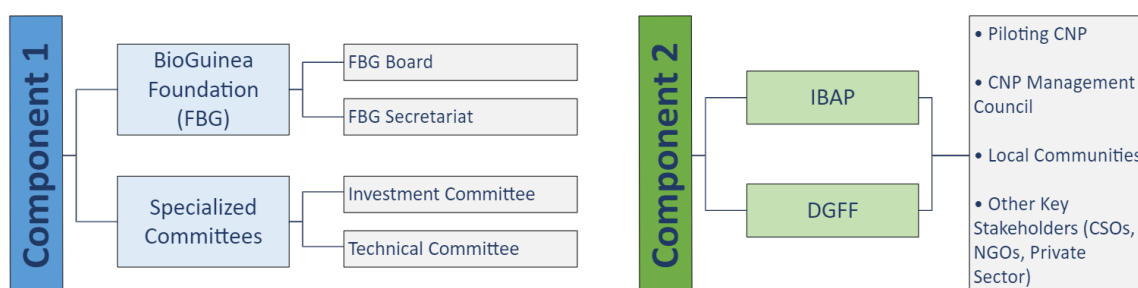 Component 1
BioGuinea
Foundation
(FBG)
FBG Board
FBG Secretariat
Specialized
Committees
Investment Committee
Technical Committee
Component 2
IBAP
DGFF
• Piloting CNP
• CNP Management
Council
• Local Communities
• Other Key
Stakeholders (CSOs,
NGOs, Private
Sector)